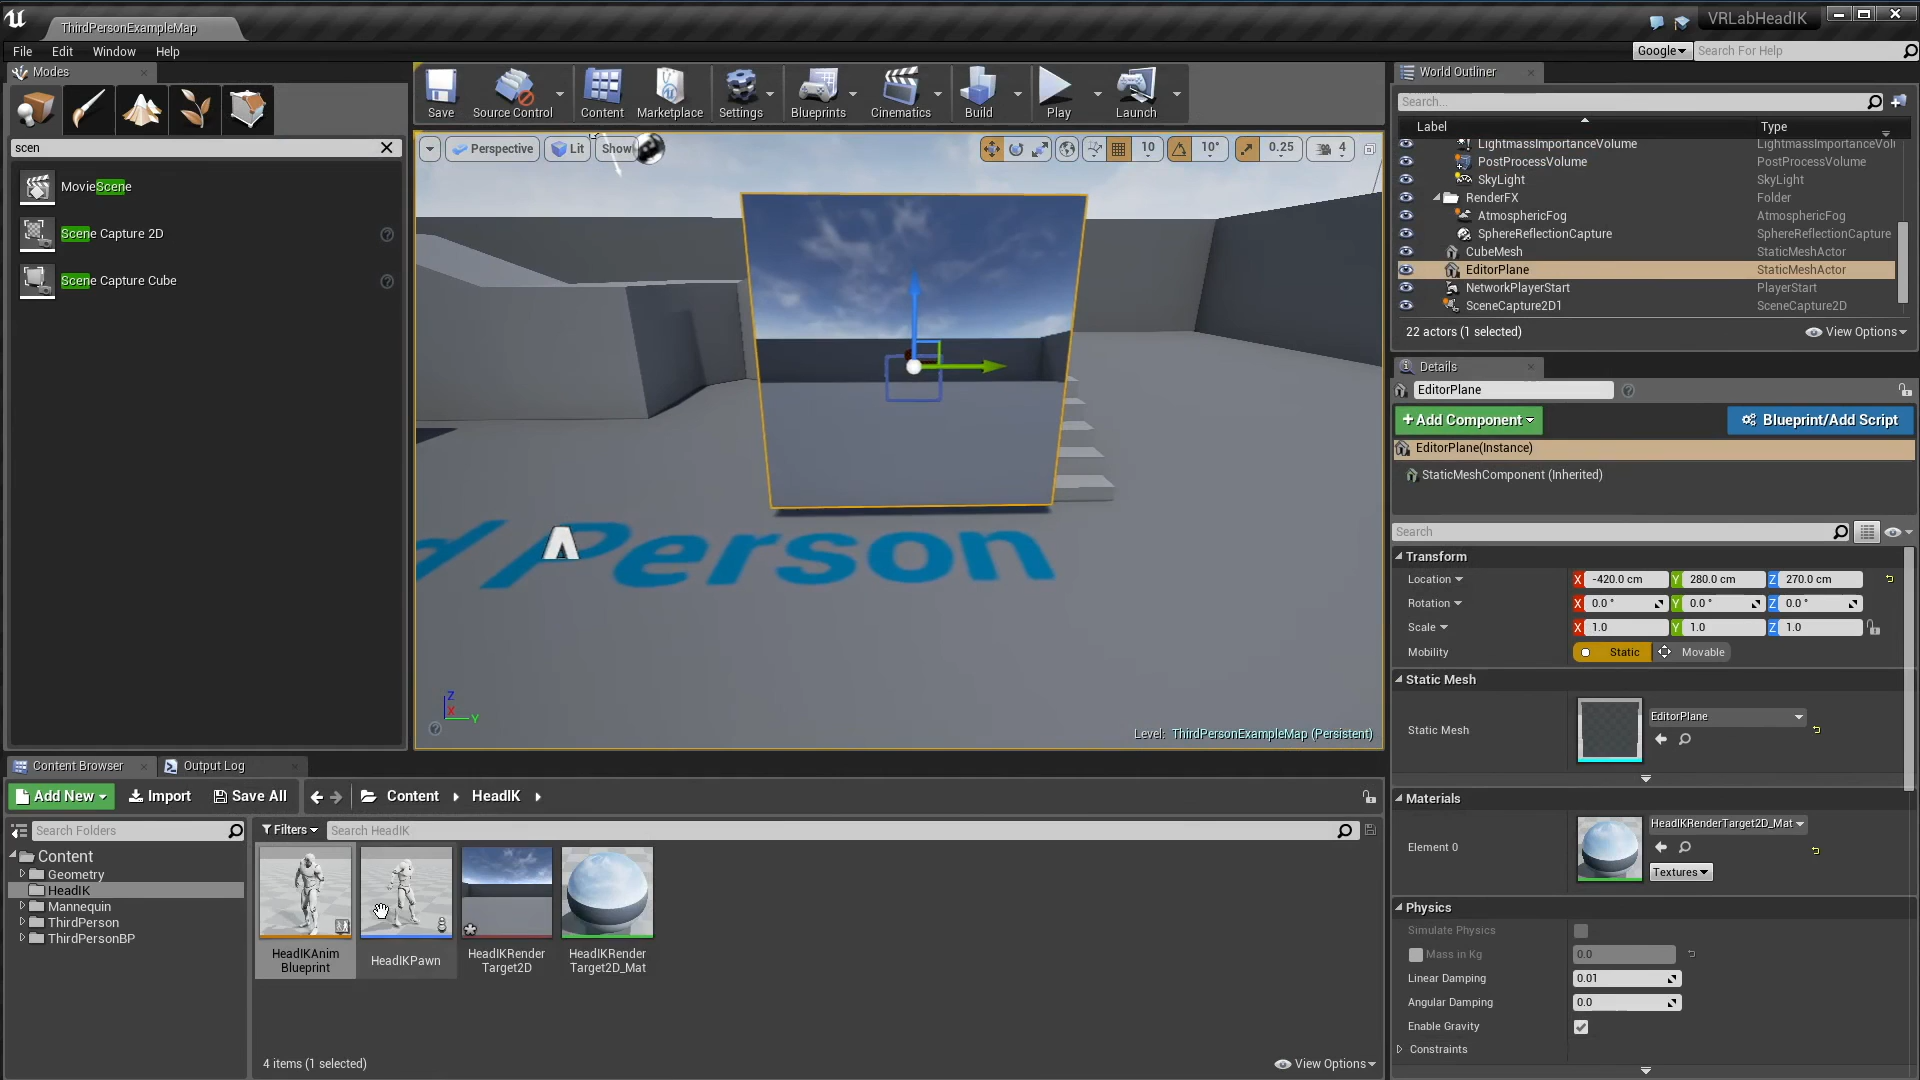 ThirdPersonExampleMap
VRLabHeadIK
File Edit Window Help
Google
Search For Help
Modes
scen
MovieScene
Scene Capture 2D
Scene Capture Cube
Save
Source Control
Content
Marketplace
Settings
Blueprints
Cinematics
Build
Play
Launch
Perspective
Lit
Show
10
10°
0.25
4
d Person
Z
X
Y
Level: ThirdPersonExampleMap (Persistent)
World Outliner
Search...
Label Type
LightmassImportanceVolume LightmassImportanceVolu
PostProcessVolume PostProcessVolume
SkyLight SkyLight
RenderFX Folder
AtmosphericFog AtmosphericFog
SphereReflectionCapture SphereReflectionCapture
CubeMesh StaticMeshActor
EditorPlane StaticMeshActor
NetworkPlayerStart PlayerStart
SceneCapture2D1 SceneCapture2D
22 actors (1 selected)
View Options
Details
EditorPlane
+Add Component
Blueprint/Add Script
EditorPlane(Instance)
StaticMeshComponent (Inherited)
Search
Transform
Location X -420.0 cm Y 280.0 cm Z 270.0 cm
Rotation X 0.0 ° Y 0.0 ° Z 0.0 °
Scale X 1.0 Y 1.0 Z 1.0
Mobility Static Movable
Static Mesh
Static Mesh
EditorPlane
Materials
Element 0
HeadIKRenderTarget2D_Mat
Textures
Physics
Simulate Physics
Mass in Kg 0.0
Linear Damping 0.01
Angular Damping 0.0
Enable Gravity
Constraints
Content Browser
Output Log
Add New
Import
Save All
Content
HeadIK
Search Folders
Filters
Search HeadIK
Content
Geometry
HeadIK
Mannequin
ThirdPerson
ThirdPersonBP
HeadIKAnim
Blueprint
HeadIKPawn
HeadIKRender
Target2D
HeadIKRender
Target2D_Mat
4 items (1 selected)
View Options